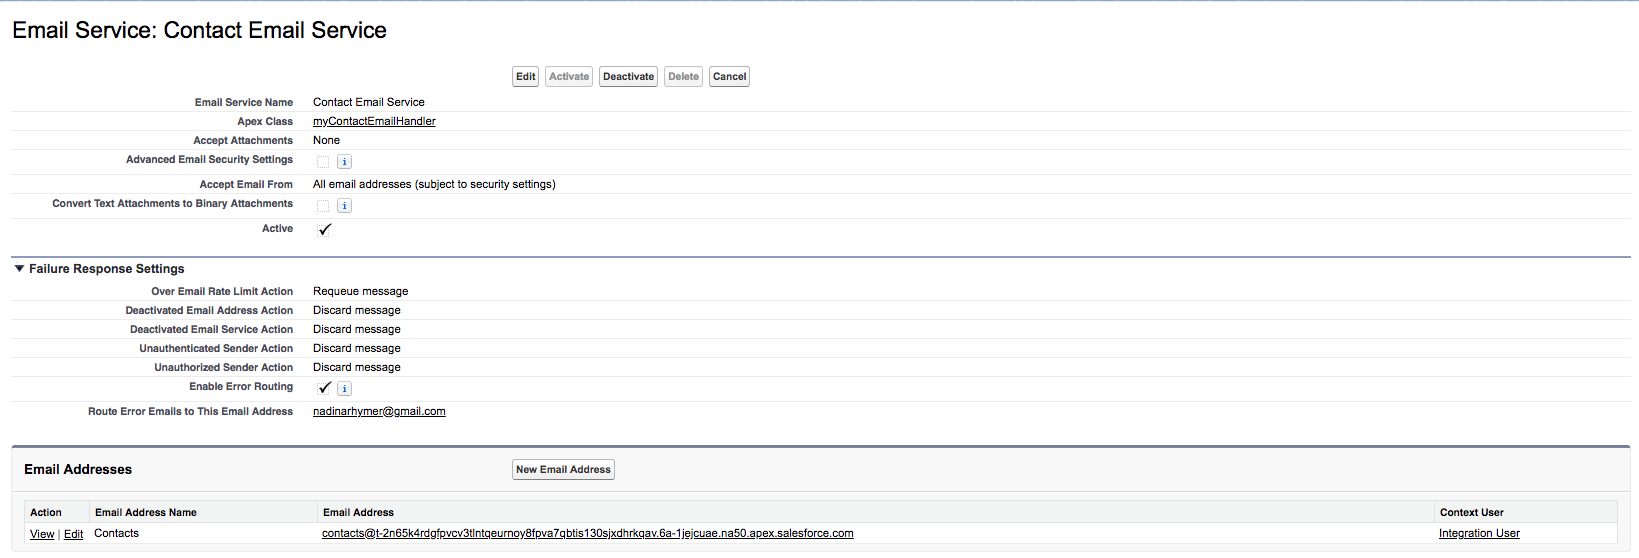 Email Service: Contact Email Service
Edit Activate Deactivate Delete Cancel
Email Service Name Contact Email Service
Apex Class myContactEmailHandler
Accept Attachments None
Advanced Email Security Settings i
Accept Email From All email addresses (subject to security settings)
Convert Text Attachments to Binary Attachments i
Active
Failure Response Settings
Over Email Rate Limit Action Requeue message
Deactivated Email Address Action Discard message
Deactivated Email Service Action Discard message
Unauthenticated Sender Action Discard message
Unauthorized Sender Action Discard message
Enable Error Routing i
Route Error Emails to This Email Address nadinarhymer@gmail.com
Email Addresses New Email Address
Action Email Address Name Email Address Context User
View | Edit Contacts contacts@t-2n65k4rdgfpvcv3tlntqeurnoy8fpva7qbtis130sjxdhrkqav.6a-1jejcuae.na50.apex.salesforce.com Integration User